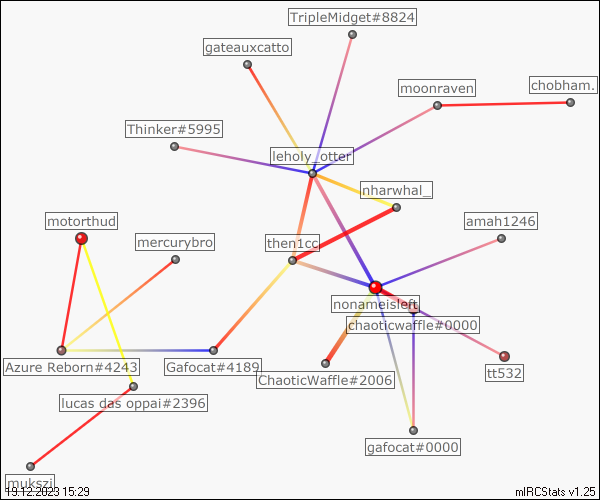 TripleMidget#8824
gateauxcatto
chobham.
moonraven
Thinker#5995
leholy_otter
nharwhal_
motorthud
amah1246
mercurybro
then1cc
nonameisleft
chaoticwaffle#0000
Azure Reborn#4243
Gafocat#4189
tt532
ChaoticWaffle#2006
lucas das oppai#2396
gafocat#0000
mukszi
19.12.2023 15:29
mIRCStats v1.25